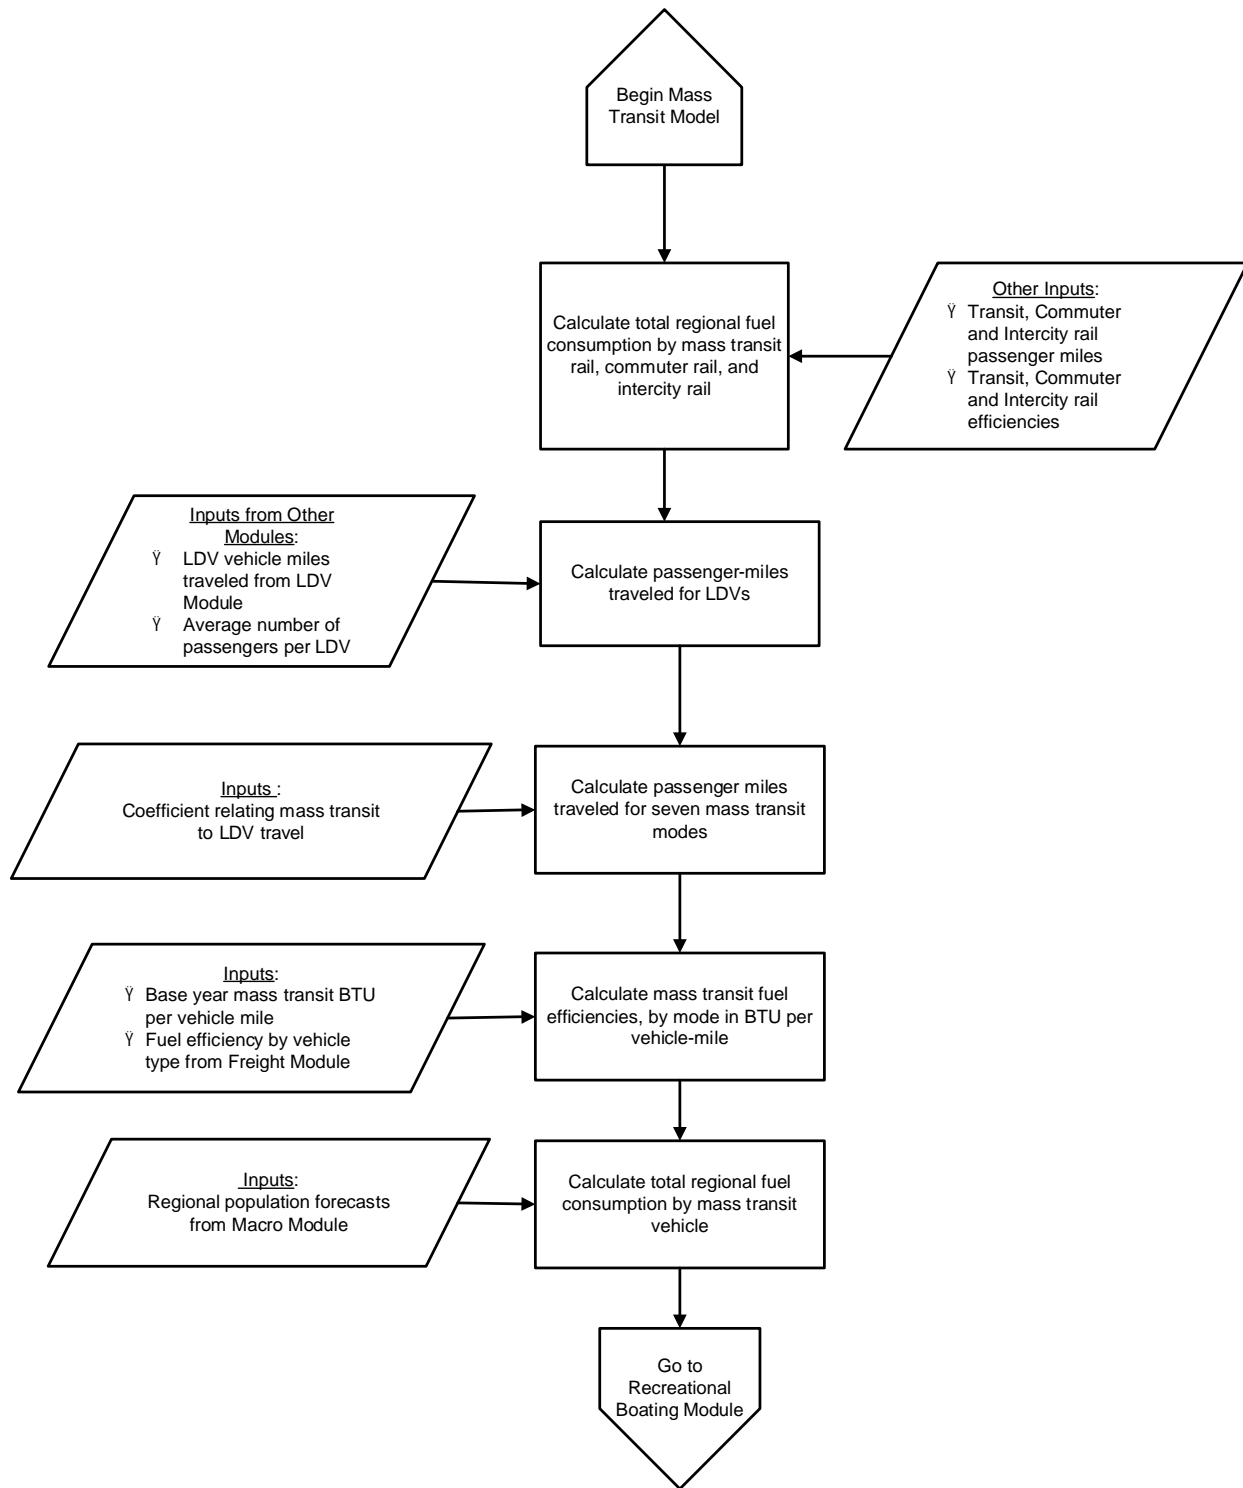 Begin Mass
Transit Model
Calculate total regional fuel
consumption by mass transit
rail, commuter rail, and
intercity rail
Other Inputs:
Ÿ Transit, Commuter
and Intercity rail
passenger miles
Ÿ Transit, Commuter
and Intercity rail
efficiencies
Inputs from Other
Modules:
Ÿ LDV vehicle miles
traveled from LDV
Module
Ÿ Average number of
passengers per LDV
Calculate passenger-miles
traveled for LDVs
Inputs :
Coefficient relating mass transit
to LDV travel
Calculate passenger miles
traveled for seven mass transit
modes
Inputs:
Ÿ Base year mass transit BTU
per vehicle mile
Ÿ Fuel efficiency by vehicle
type from Freight Module
Calculate mass transit fuel
efficiencies, by mode in BTU per
vehicle-mile
Inputs:
Regional population forecasts
from Macro Module
Calculate total regional fuel
consumption by mass transit
vehicle
Go to
Recreational
Boating Module